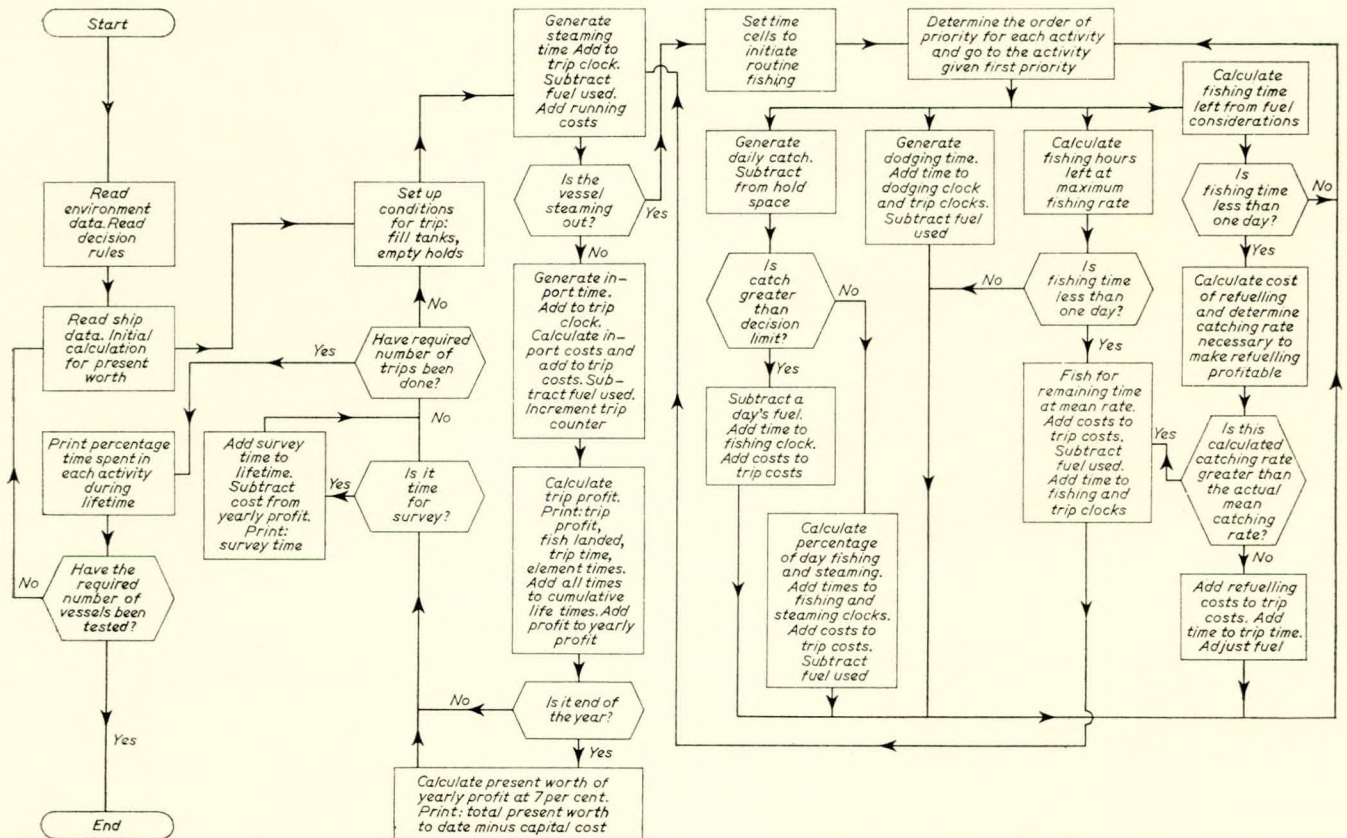 Start
Read
environment
data. Read
decision
rules
Read ship
data. Initial
calculation
for present
worth
Print percentage
time spent in
each activity
during
lifetime
No
Have the
required
number of
vessels been
tested?
Yes
End
Yes
Add survey
time to
lifetime.
Subtract
cost from
yearly profit.
Print:
survey time
Set up
conditions
for trip:
fill tanks,
empty holds
No
Have required
number of
trips been
done?
No
Yes
Is it
time
for
survey?
Generate
steaming
time Add to
trip clock.
Subtract
fuel used.
Add running
costs
Is the
vessel
steaming
out?
Yes
No
Generate in-
port time.
Add to trip
clock.
Calculate in-
port costs and
add to trip
costs. Sub-
tract fuel used.
Increment trip
counter
Calculate
trip profit.
Print: trip
profit,
fish landed,
trip time,
element times.
Add all times
to cumulative
life times. Add
profit to yearly
profit
No
Is it end of
the year?
Yes
Calculate present worth of
yearly profit at 7 per cent.
Print: total present worth
to date minus capital cost
Set time
cells to
initiate
routine
fishing
Determine the order of
priority for each activity
and go to the activity
given first priority
Generate
daily catch.
Subtract
from hold
space
Is
catch
greater
than
decision
limit?
No
Yes
Subtract a
day's fuel.
Add time to
fishing clock.
Add costs to
trip costs
Calculate
percentage
of day fishing
and steaming.
Add times to
fishing and
steaming clocks.
Add costs to
trip costs.
Subtract
fuel used
Generate
dodging time.
Add time to
dodging clock
and trip clocks.
Subtract fuel
used
Calculate
fishing hours
left at
maximum
fishing rate
No
Is
fishing time
less than
one day?
Yes
Fish for
remaining time
at mean rate.
Add costs to
trip costs.
Subtract
fuel used.
Add time to
fishing and
trip clocks
Calculate
fishing time
left from fuel
considerations
Is
fishing time
less than
one day?
No
Yes
Calculate cost
of refuelling
and determine
catching rate
necessary to
make refuelling
profitable
Yes
Is this
calculated
catching rate
greater than
the actual
mean
catching
rate?
No
Add refuelling
costs to trip
costs. Add
time to trip time.
Adjust fuel